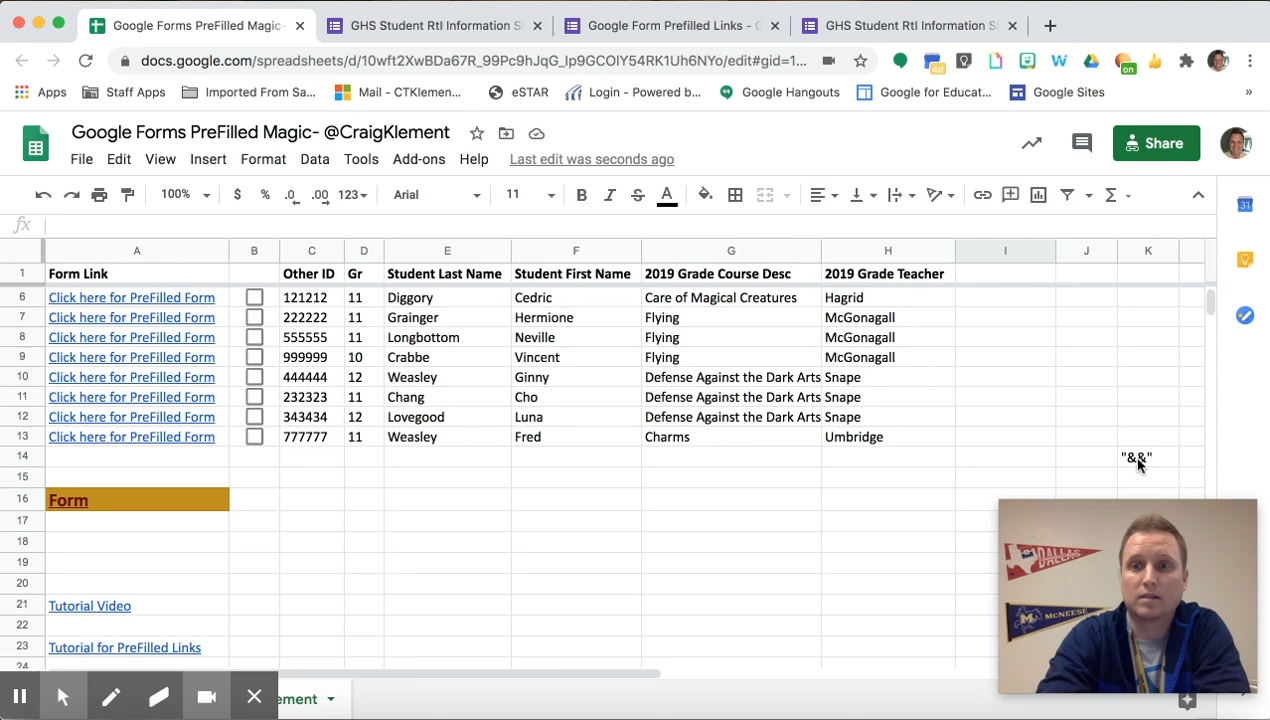 Google Forms PreFilled Magic-
GHS Student RtI Information S
Google Form Prefilled Links - G
GHS Student RtI Information S
docs.google.com/spreadsheets/d/10wft2XwBDa67R_99Pc9hJqG_Ip9GCOIY54RK1Uh6NYo/edit#gid=1...
4d
on
Apps
Staff Apps
Imported From Sa...
Mail - CTKlemen...
eSTAR
Login - Powered b...
Google Hangouts
Google for Educat...
Google Sites
»
Google Forms PreFilled Magic- @CraigKlement
File Edit View Insert Format Data Tools Add-ons Help Last edit was seconds ago
Share
100% $ % .0 .00 123 Arial 11 B I S A Σ
31
fx
A B C D E F G H I J K
1 Form Link Other ID Gr Student Last Name Student First Name 2019 Grade Course Desc 2019 Grade Teacher
6 Click here for PreFilled Form 121212 11 Diggory Cedric Care of Magical Creatures Hagrid
7 Click here for PreFilled Form 222222 11 Grainger Hermione Flying McGonagall
8 Click here for PreFilled Form 555555 11 Longbottom Neville Flying McGonagall
9 Click here for PreFilled Form 999999 10 Crabbe Vincent Flying McGonagall
10 Click here for PreFilled Form 444444 12 Weasley Ginny Defense Against the Dark Arts Snape
11 Click here for PreFilled Form 232323 11 Chang Cho Defense Against the Dark Arts Snape
12 Click here for PreFilled Form 343434 12 Lovegood Luna Defense Against the Dark Arts Snape
13 Click here for PreFilled Form 777777 11 Weasley Fred Charms Umbridge
14 "&&"
15
16 Form
17
18
19
20
21 Tutorial Video
22
23 Tutorial for PreFilled Links
24
DALLAS
MCNEESE
ement